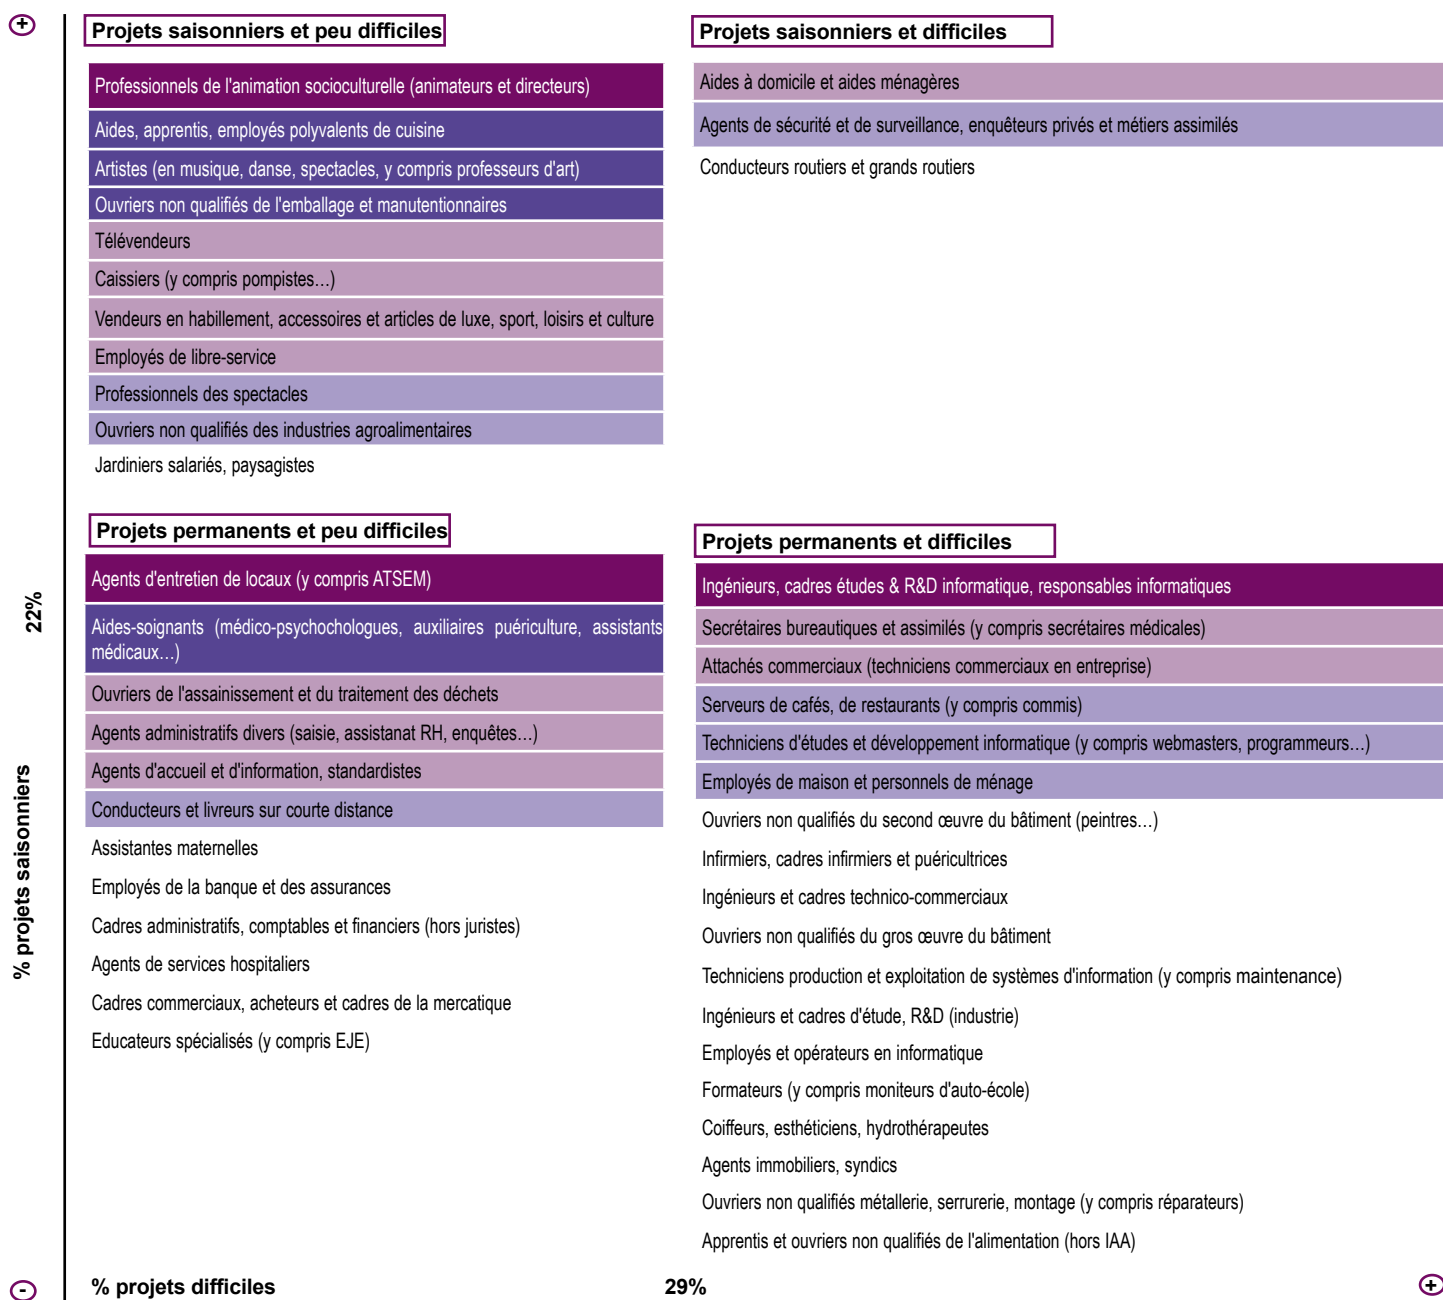 +
Projets saisonniers et peu difficiles
Professionnels de l'animation socioculturelle (animateurs et directeurs)
Aides, apprentis, employés polyvalents de cuisine
Artistes (en musique, danse, spectacles, y compris professeurs d'art)
Ouvriers non qualifiés de l'emballage et manutentionnaires
Télévendeurs
Caissiers (y compris pompistes…)
Vendeurs en habillement, accessoires et articles de luxe, sport, loisirs et culture
Employés de libre-service
Professionnels des spectacles
Ouvriers non qualifiés des industries agroalimentaires
Jardiniers salariés, paysagistes
Projets saisonniers et difficiles
Aides à domicile et aides ménagères
Agents de sécurité et de surveillance, enquêteurs privés et métiers assimilés
Conducteurs routiers et grands routiers
22%
% projets saisonniers
Projets permanents et peu difficiles
Agents d'entretien de locaux (y compris ATSEM)
Aides-soignants (médico-psychochologues, auxiliaires puériculture, assistants
médicaux…)
Ouvriers de l'assainissement et du traitement des déchets
Agents administratifs divers (saisie, assistanat RH, enquêtes…)
Agents d'accueil et d'information, standardistes
Conducteurs et livreurs sur courte distance
Assistantes maternelles
Employés de la banque et des assurances
Cadres administratifs, comptables et financiers (hors juristes)
Agents de services hospitaliers
Cadres commerciaux, acheteurs et cadres de la mercatique
Educateurs spécialisés (y compris EJE)
Projets permanents et difficiles
Ingénieurs, cadres études & R&D informatique, responsables informatiques
Secrétaires bureautiques et assimilés (y compris secrétaires médicales)
Attachés commerciaux (techniciens commerciaux en entreprise)
Serveurs de cafés, de restaurants (y compris commis)
Techniciens d'études et développement informatique (y compris webmasters, programmeurs…)
Employés de maison et personnels de ménage
Ouvriers non qualifiés du second œuvre du bâtiment (peintres…)
Infirmiers, cadres infirmiers et puéricultrices
Ingénieurs et cadres technico-commerciaux
Ouvriers non qualifiés du gros œuvre du bâtiment
Techniciens production et exploitation de systèmes d'information (y compris maintenance)
Ingénieurs et cadres d'étude, R&D (industrie)
Employés et opérateurs en informatique
Formateurs (y compris moniteurs d'auto-école)
Coiffeurs, esthéticiens, hydrothérapeutes
Agents immobiliers, syndics
Ouvriers non qualifiés métallerie, serrurerie, montage (y compris réparateurs)
Apprentis et ouvriers non qualifiés de l'alimentation (hors IAA)
-
% projets difficiles
29%
+